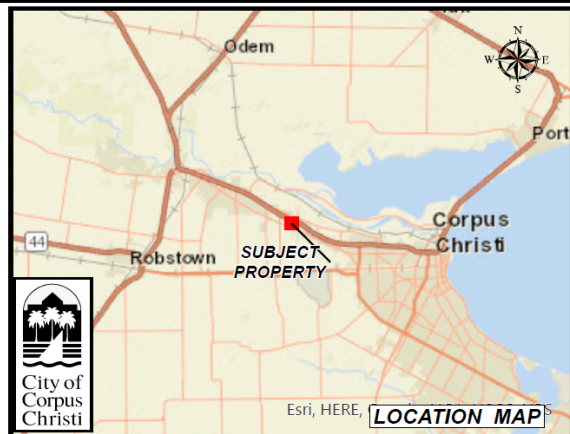 Odem
N
W
E
S
Port
Corpus
Christi
44
Robstown
SUBJECT
PROPERTY
City of
Corpus
Christi
Esri, HERE,
LOCATION MAP